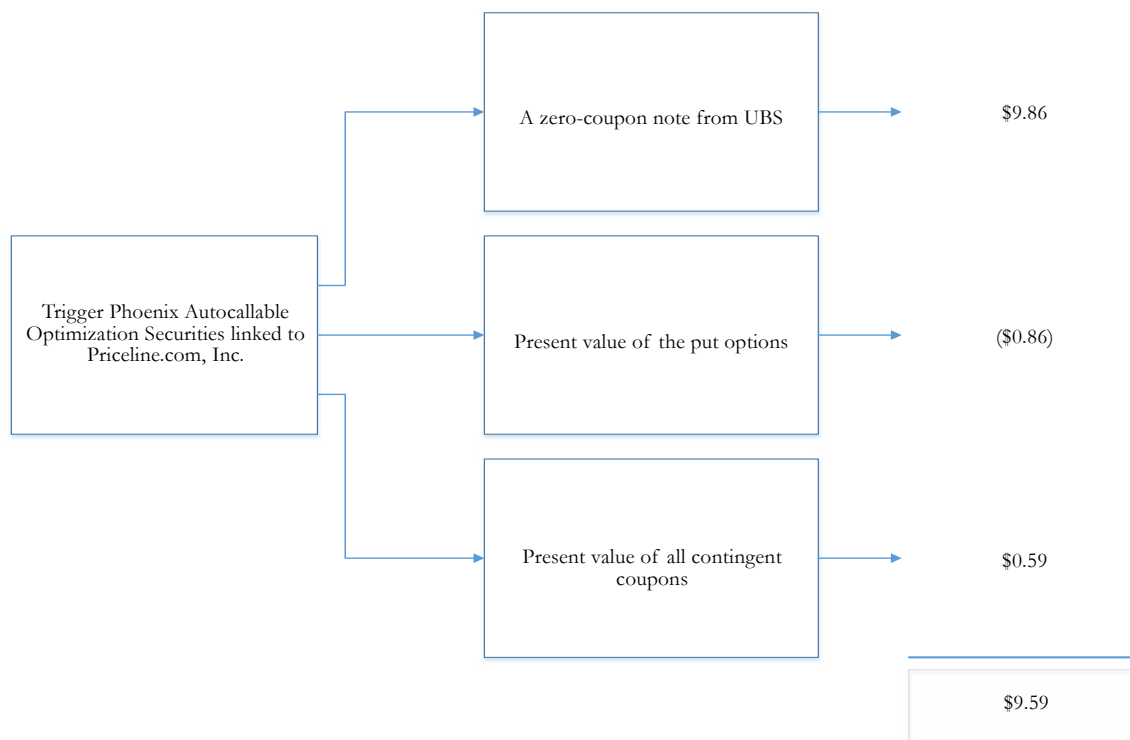 A zero-coupon note from UBS
$9.86
Trigger Phoenix Autocallable
Optimization Securities linked to
Priceline.com, Inc.
Present value of the put options
($0.86)
Present value of all contingent
coupons
$0.59
$9.59